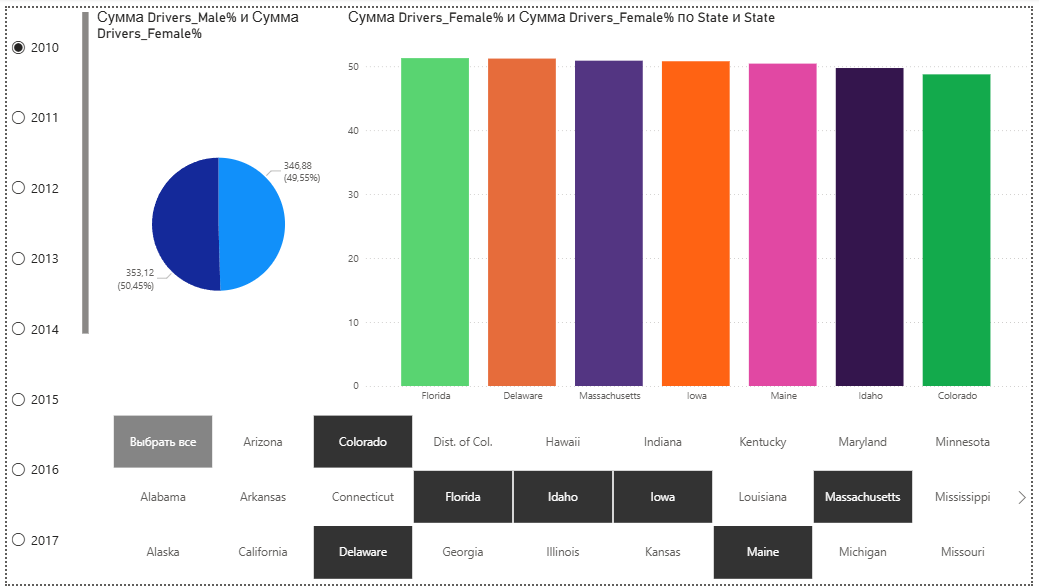 Сумма Drivers_Male% и Сумма
Drivers_Female%
Сумма Drivers_Female% и Сумма Drivers_Female% по State и State
2010
2011
2012
2013
2014
2015
2016
2017
346,88
(49,55%)
353,12
(50,45%)
50
40
30
20
10
0
Florida
Delaware
Massachusetts
Iowa
Maine
Idaho
Colorado
Выбрать все
Arizona
Colorado
Dist. of Col.
Hawaii
Indiana
Kentucky
Maryland
Minnesota
Alabama
Arkansas
Connecticut
Florida
Idaho
Iowa
Louisiana
Massachusetts
Mississippi
Alaska
California
Delaware
Georgia
Illinois
Kansas
Maine
Michigan
Missouri